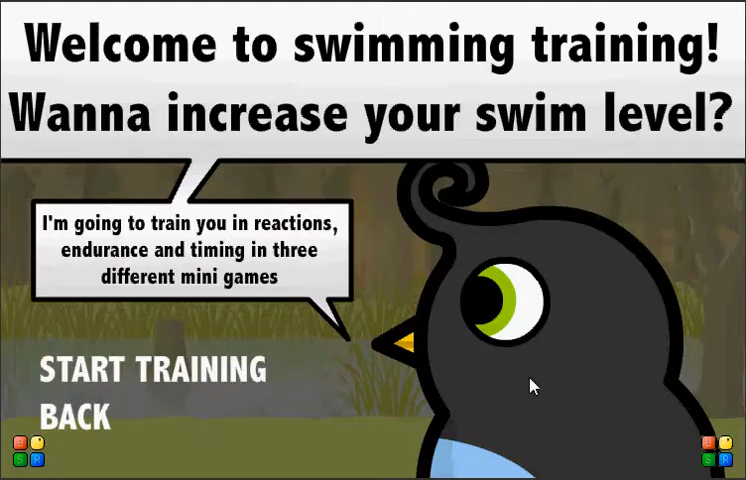 Welcome to swimming training!
Wanna increase your swim level?
I'm going to train you in reactions,
endurance and timing in three
different mini games
START TRAINING
BACK